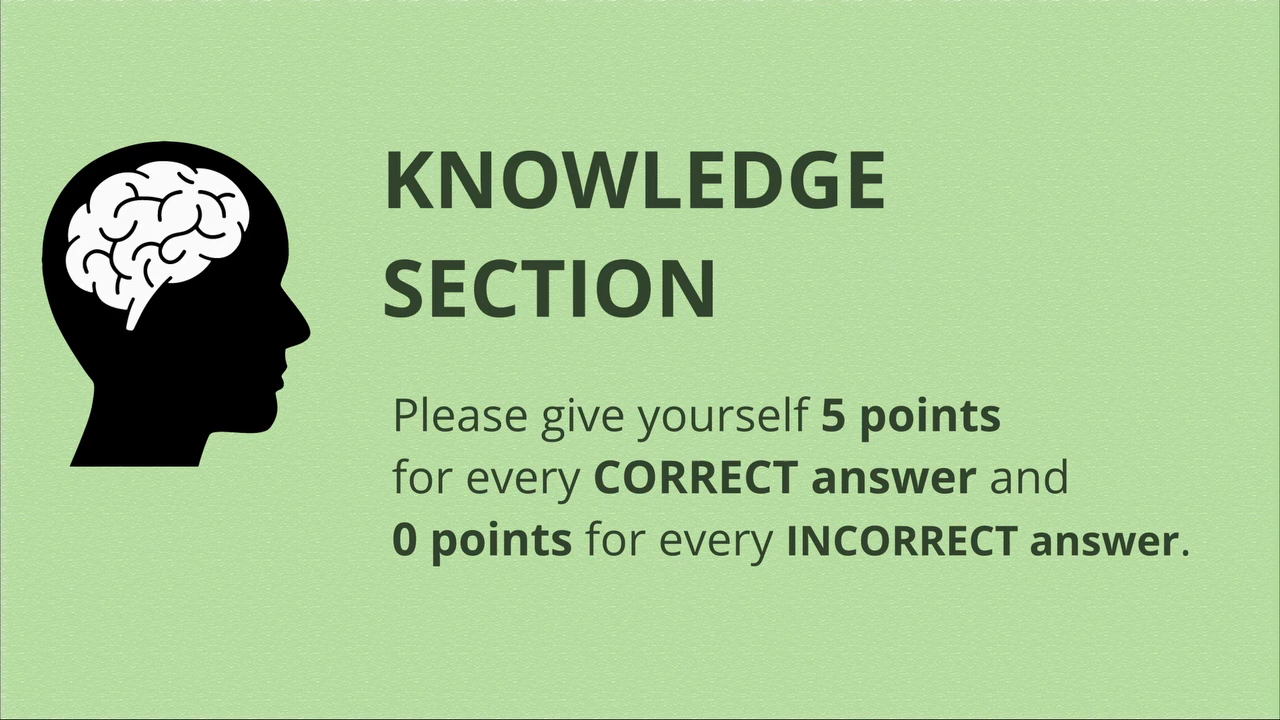 KNOWLEDGE
SECTION
Please give yourself 5 points
for every CORRECT answer and
0 points for every INCORRECT answer.